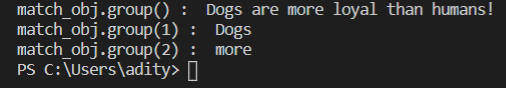 match_obj.group() :  Dogs are more loyal than humans!
match_obj.group(1) :  Dogs
match_obj.group(2) :  more
PS C:\Users\adity>